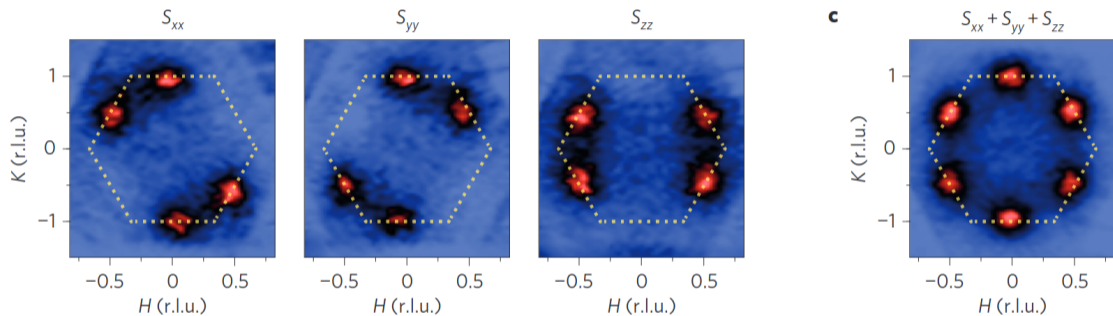 S_xx S_yy S_zz c S_xx + S_yy + S_zz
K (r.l.u.) 1 0 −1
−0.5 0 0.5 −0.5 0 0.5 −0.5 0 0.5
H (r.l.u.) H (r.l.u.) H (r.l.u.)
K (r.l.u.) 1 0 −1
−0.5 0 0.5
H (r.l.u.)